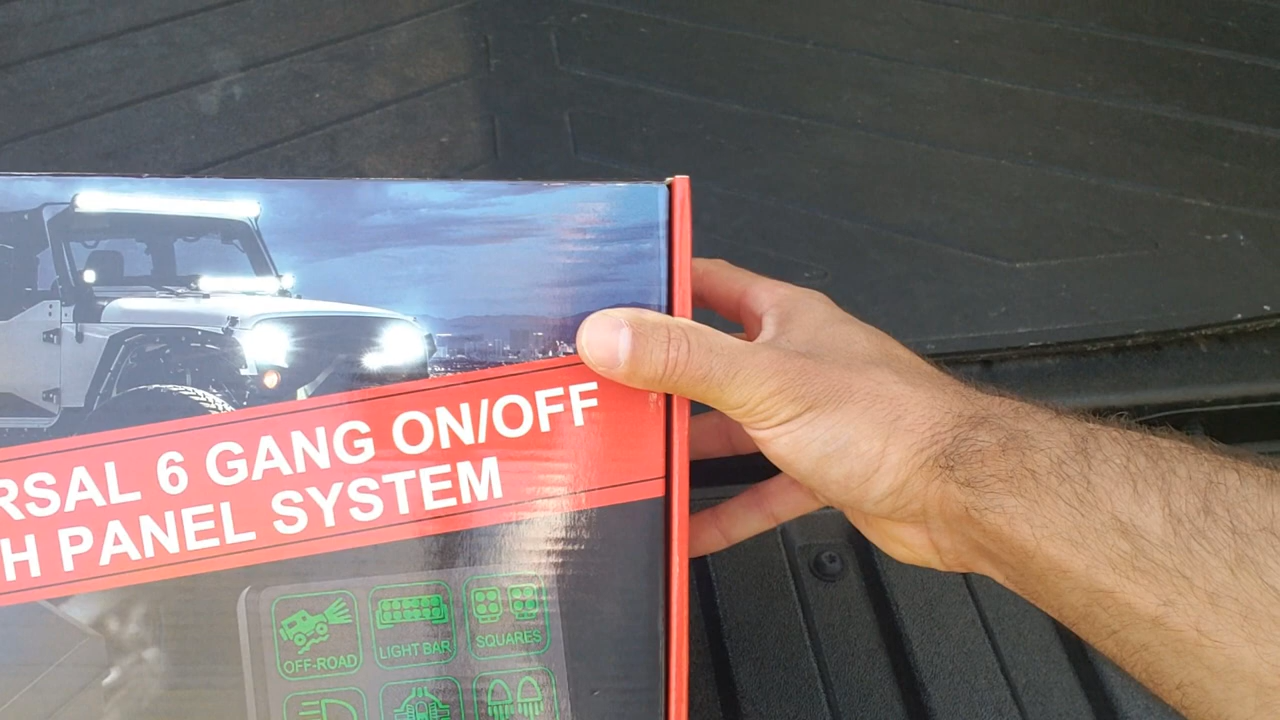 RSAL 6 GANG ON/OFF
H PANEL SYSTEM
OFF-ROAD
LIGHT BAR
SQUARES